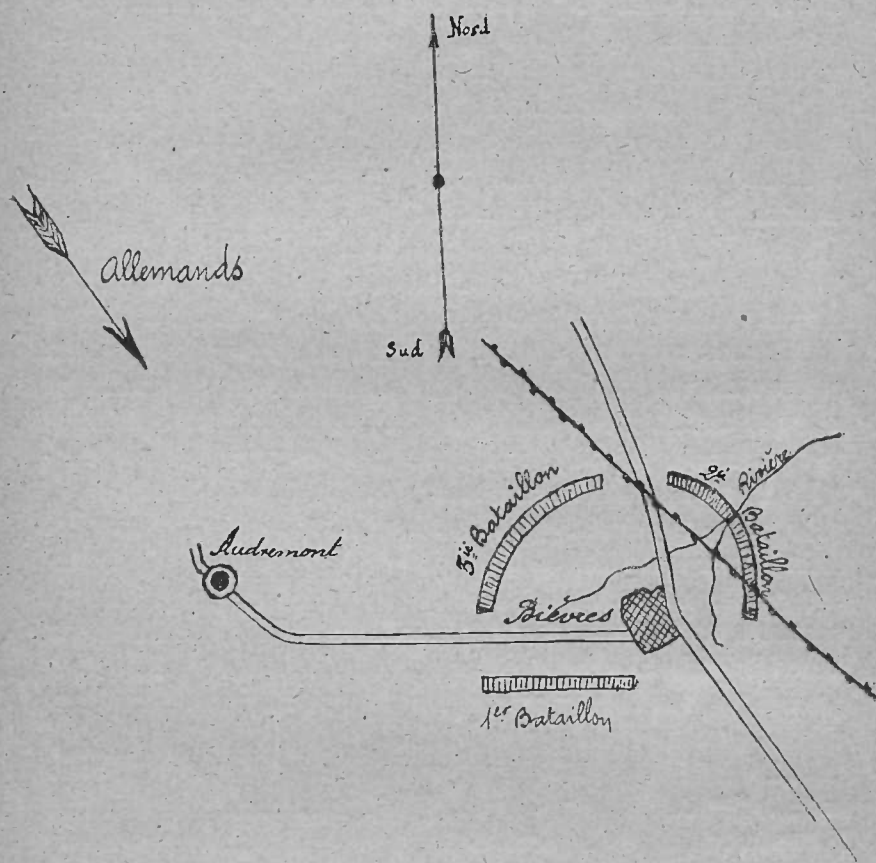 Nord
Allemands
Sud
3ᵉ Bataillon
2ᵉ Bataillon
Rivière
Audremont
Bièvres
1er Bataillon